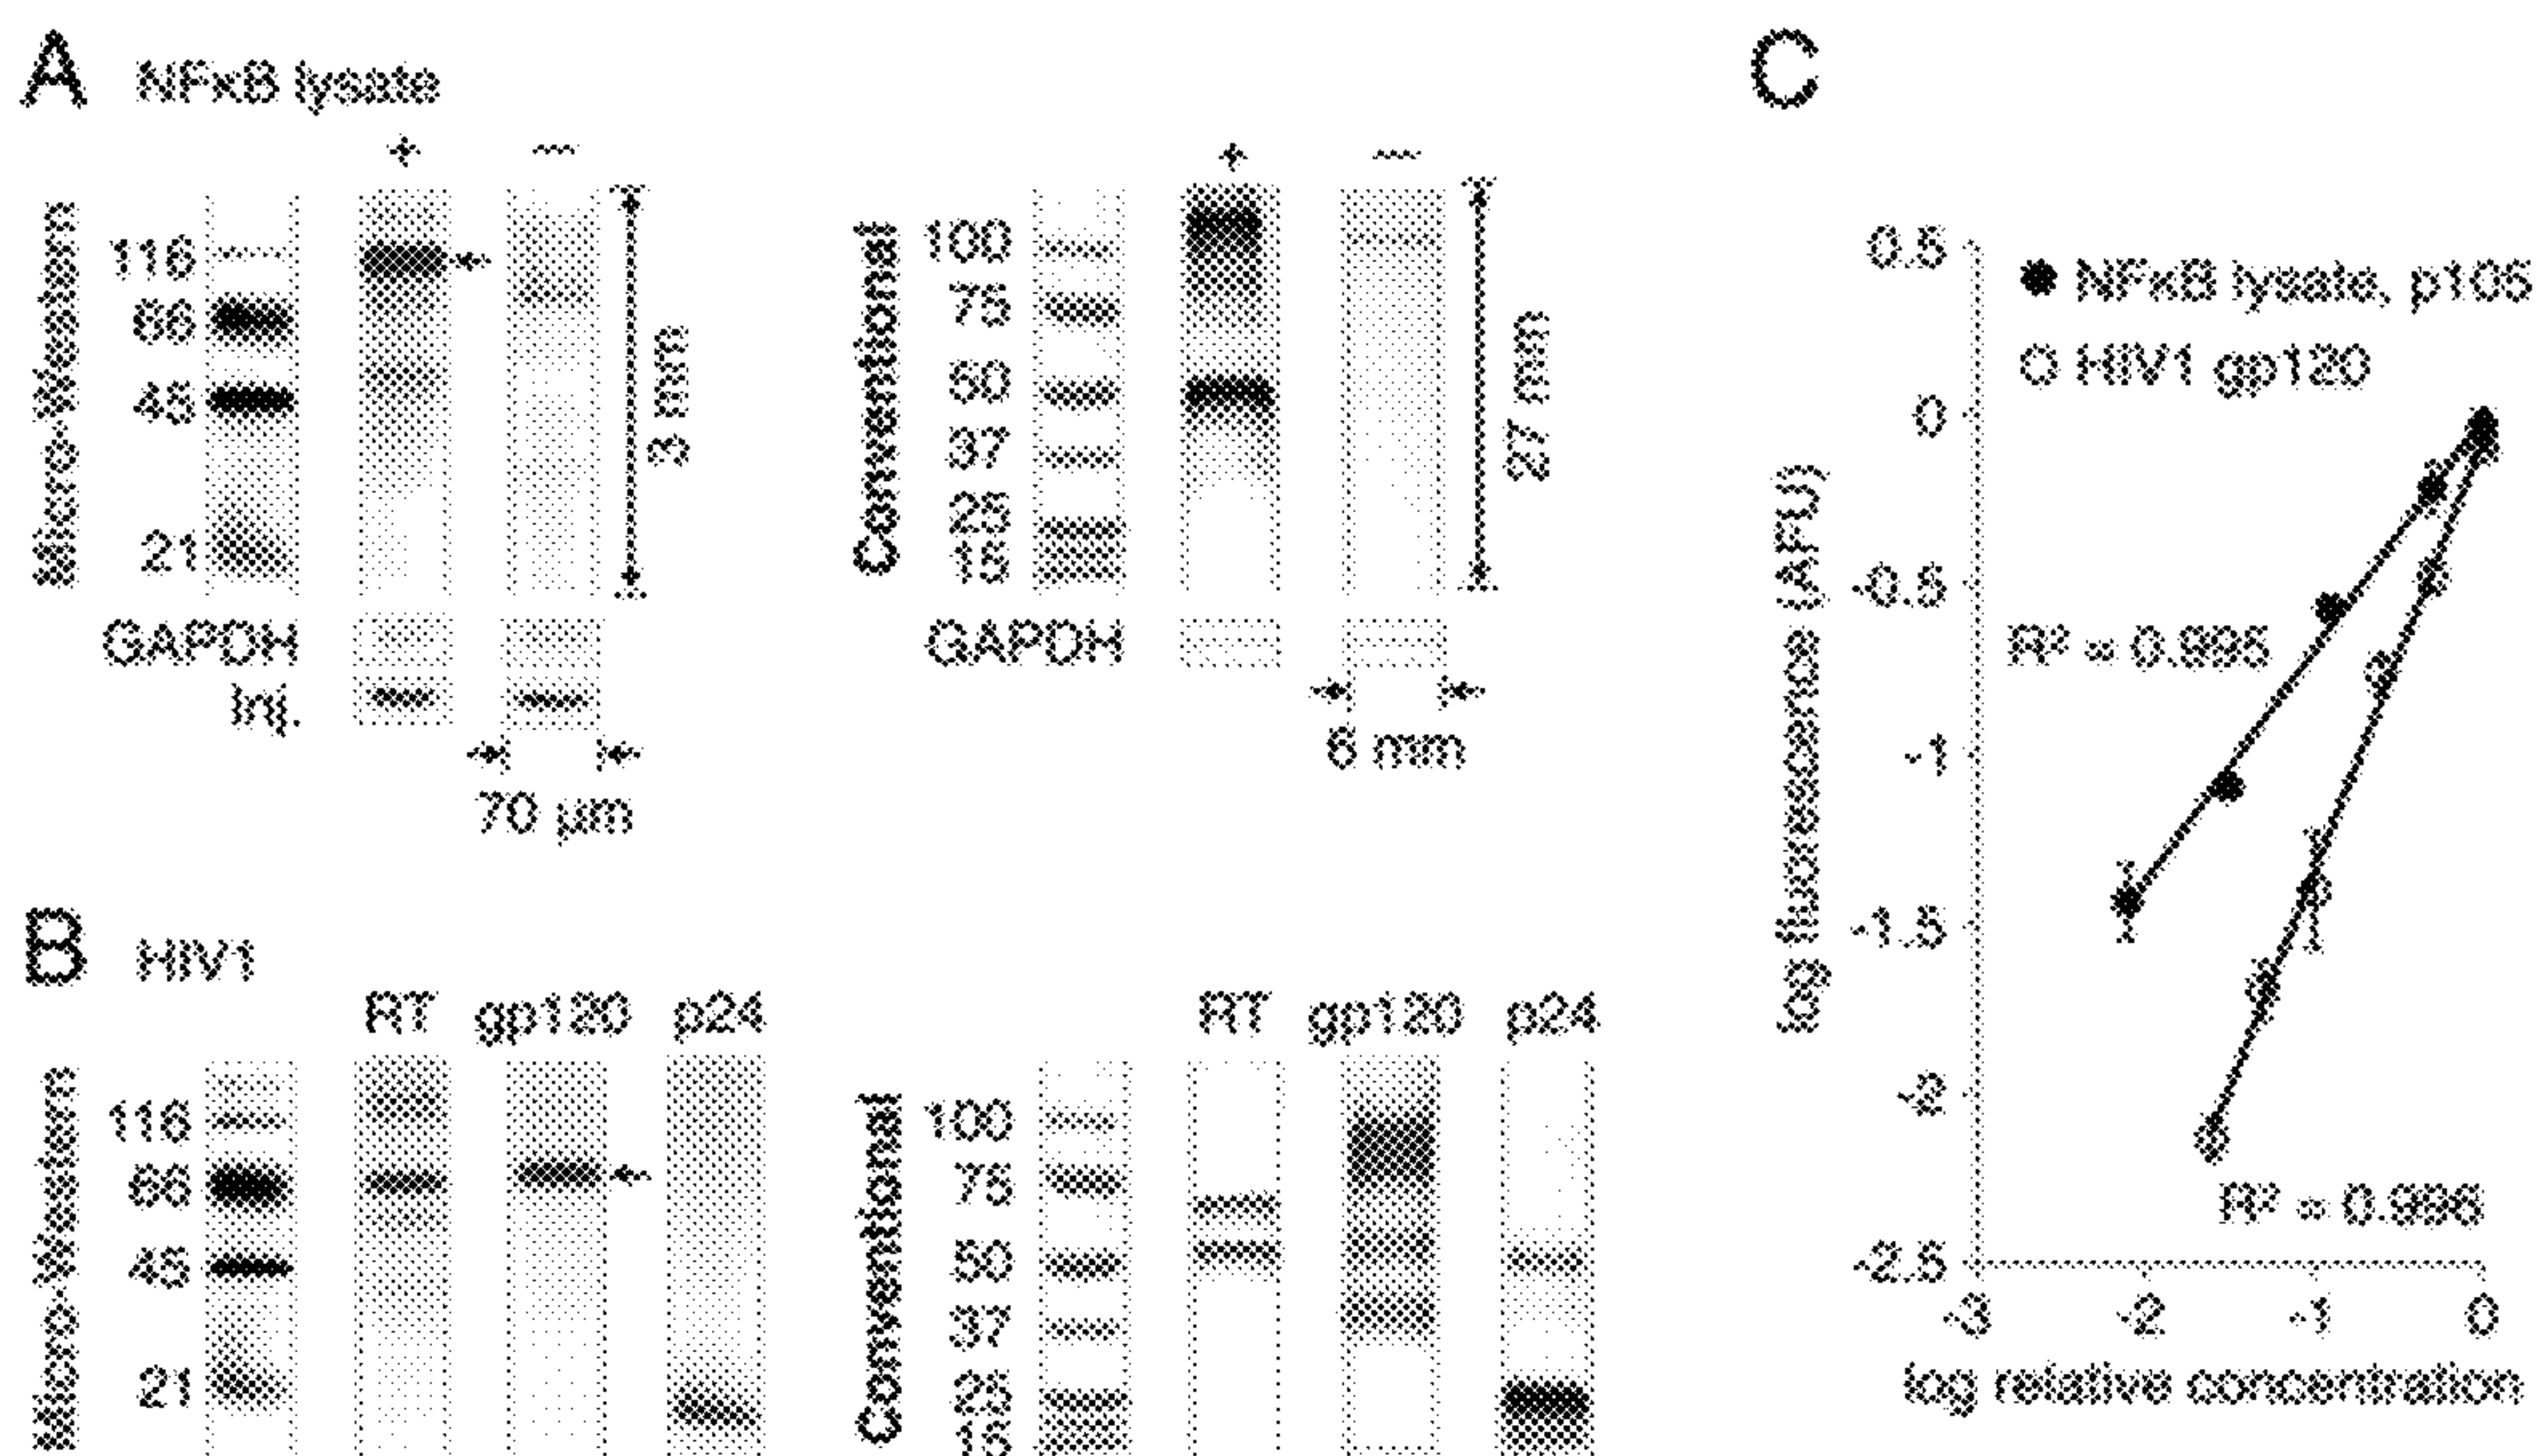 A NFκB lysate
+ −
Micro-Western
116
66
45
21
3 mm
GAPDH
Inj.
70 µm
+ −
Conventional
100
75
50
37
25
15
27 mm
GAPDH
6 mm
B HIV1
RT gp120 p24
Micro-Western
116
66
45
21
RT gp120 p24
Conventional
100
75
50
37
25
15
C
● NFκB lysate, p105
○ HIV1 gp120
log fluorescence (AFU)
0.5
0
-0.5
-1
-1.5
-2
-2.5
R² = 0.995
R² = 0.996
-3 -2 -1 0
log relative concentration